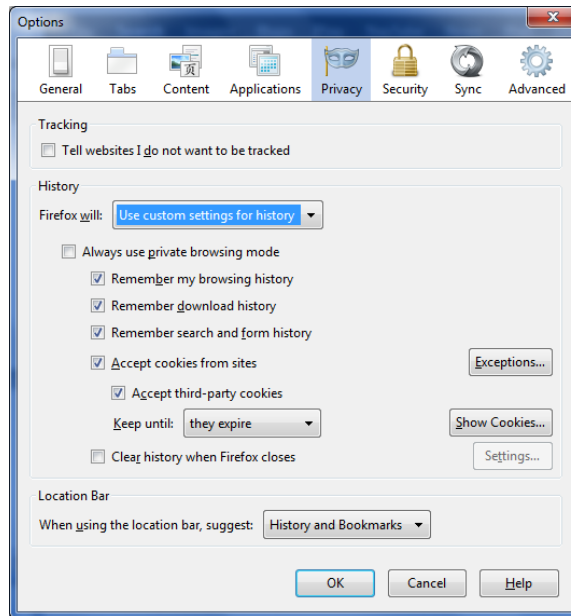 Options
General Tabs Content Applications Privacy Security Sync Advanced
Tracking
Tell websites I do not want to be tracked
History
Firefox will: Use custom settings for history
Always use private browsing mode
Remember my browsing history
Remember download history
Remember search and form history
Accept cookies from sites Exceptions...
Accept third-party cookies
Keep until: they expire Show Cookies...
Clear history when Firefox closes Settings...
Location Bar
When using the location bar, suggest: History and Bookmarks
OK Cancel Help